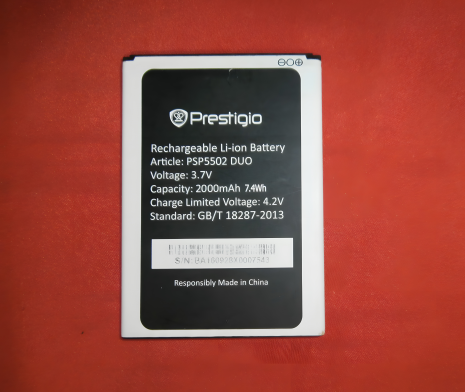 Prestigio
Rechargeable Li-ion Battery
Article: PSP5502 DUO
Voltage: 3.7V
Capacity: 2000mAh 7.4Wh
Charge Limited Voltage: 4.2V
Standard: GB/T 18287-2013
S/N:
Responsibly Made in China